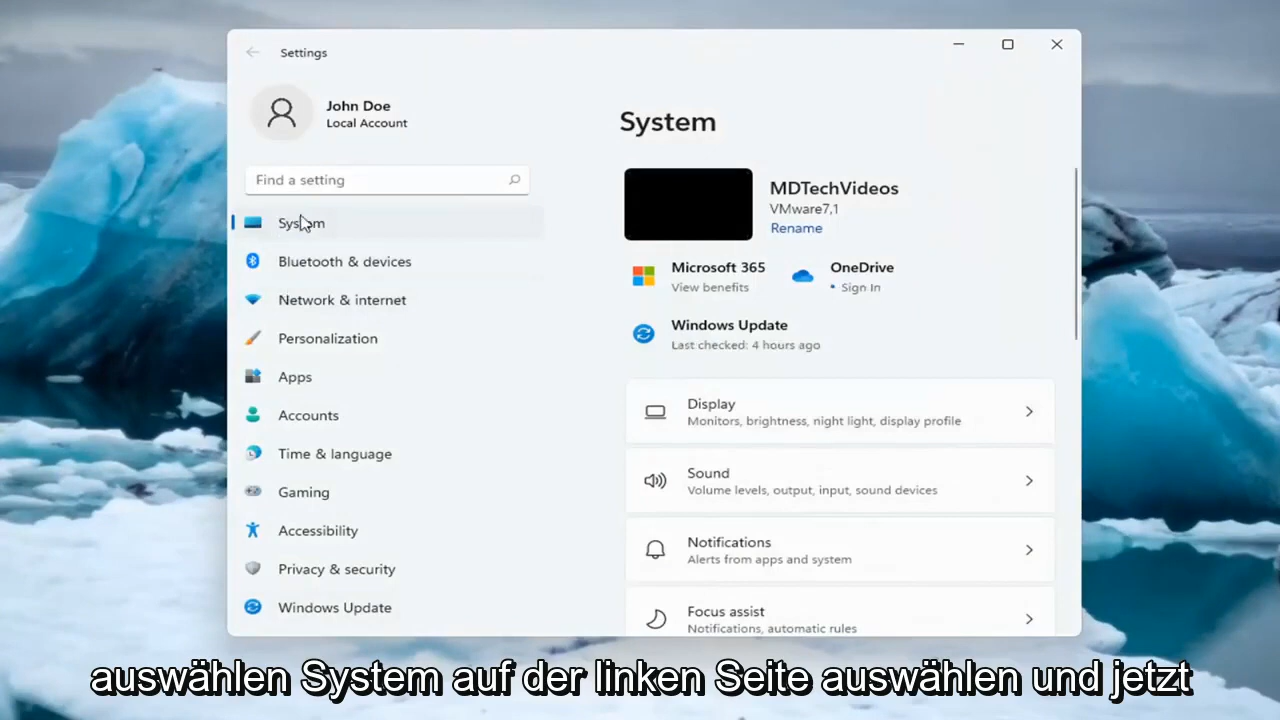 Settings
John Doe
Local Account
Find a setting
System
Bluetooth & devices
Network & internet
Personalization
Apps
Accounts
Time & language
Gaming
Accessibility
Privacy & security
Windows Update
System
MDTechVideos
VMware7,1
Rename
Microsoft 365
View benefits
OneDrive
• Sign In
Windows Update
Last checked: 4 hours ago
Display
Monitors, brightness, night light, display profile
Sound
Volume levels, output, input, sound devices
Notifications
Alerts from apps and system
Focus assist
Notifications, automatic rules
auswählen System auf der linken Seite auswählen und jetzt